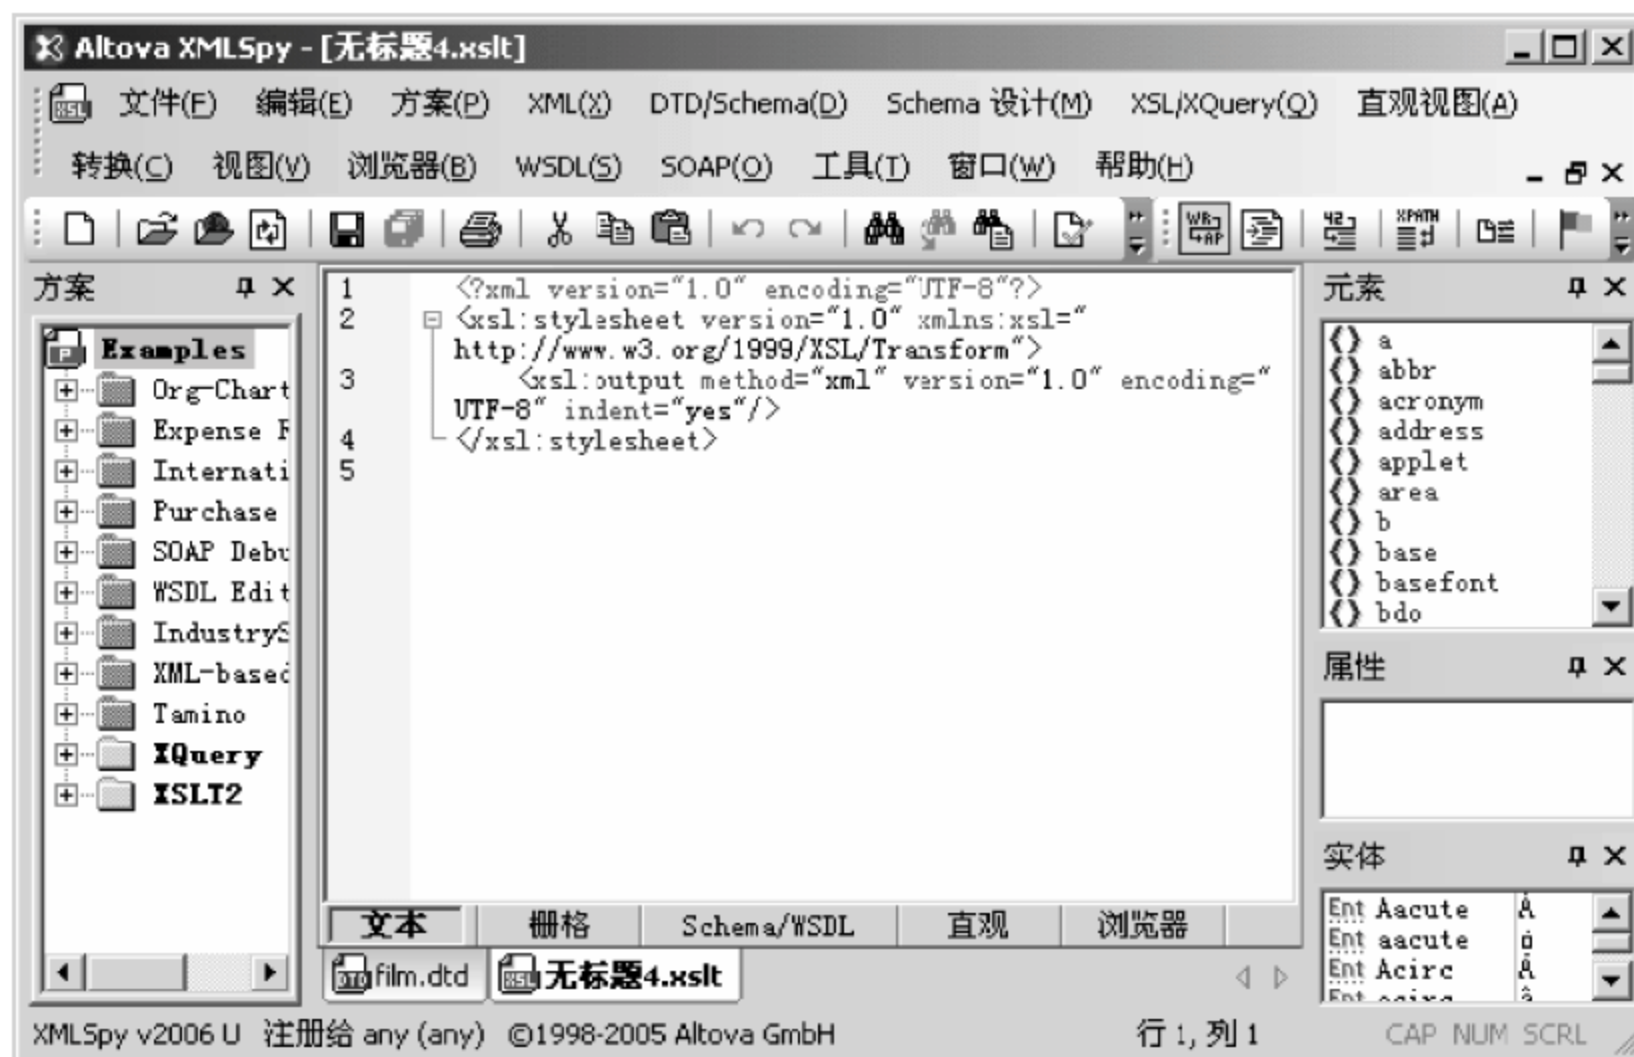 Altova XMLSpy - [无标题4.xslt]
文件(F) 编辑(E) 方案(P) XML(X) DTD/Schema(D) Schema 设计(M) XSL/XQuery(Q) 直观视图(A)
转换(C) 视图(V) 浏览器(B) WSDL(S) SOAP(O) 工具(T) 窗口(W) 帮助(H)
方案
Examples
Org-Chart
Expense F
Internati
Purchase
SOAP Debu
WSDL Edit
IndustryS
XML-based
Tamino
XQuery
XSLT2
1 <?xml version="1.0" encoding="UTF-8"?>
2 <xsl:stylesheet version="1.0" xmlns:xsl="
http://www.w3.org/1999/XSL/Transform">
3 <xsl:output method="xml" version="1.0" encoding="
UTF-8" indent="yes"/>
4 </xsl:stylesheet>
5
文本 栅格 Schema/WSDL 直观 浏览器
film.dtd 无标题4.xslt
元素
a
abbr
acronym
address
applet
area
b
base
basefont
bdo
属性
实体
Ent Aacute
Ent aacute
Ent Acirc
XMLSpy v2006 U 注册给 any (any) ©1998-2005 Altova GmbH 行 1, 列 1 CAP NUM SCRL